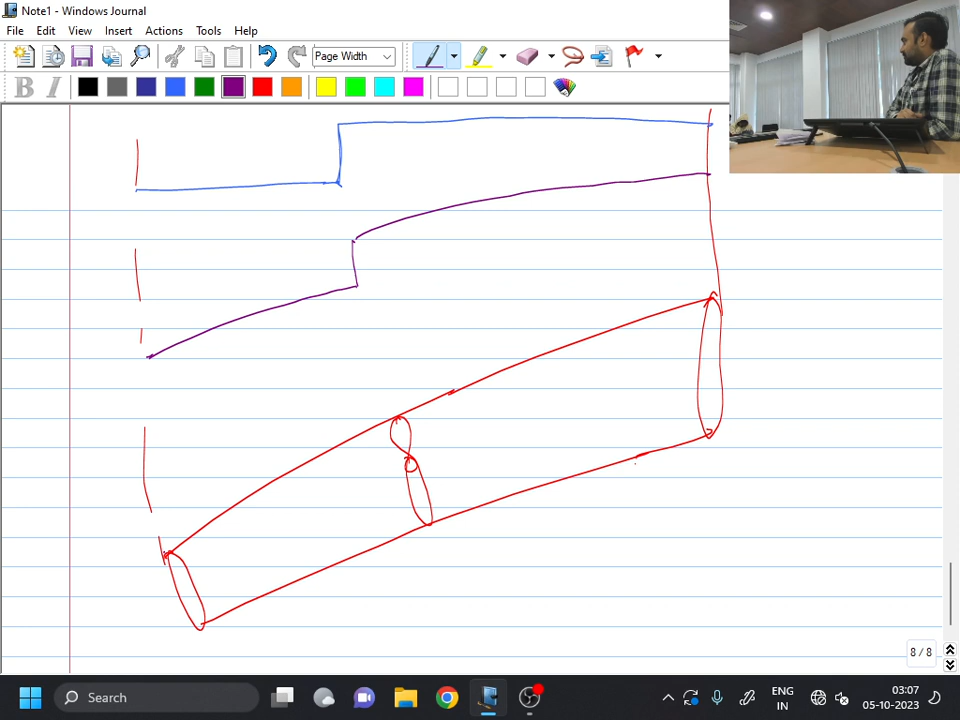 Note1 - Windows Journal
File Edit View Insert Actions Tools Help
Page Width
B I
8 / 8
Search
ENG
IN
03:07
05-10-2023